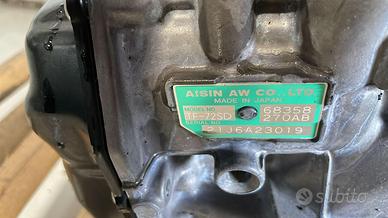 AISIN AW CO., LTD.
MADE IN JAPAN
MODEL NO.
TF-72SD
68358
270AB
SERIAL NO.
21J6A23019
subito